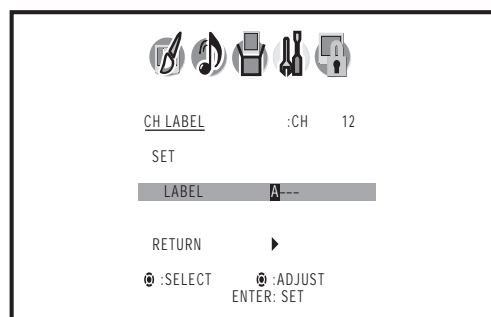 CH LABEL :CH 12
SET
LABEL A---
RETURN
:SELECT :ADJUST
ENTER: SET